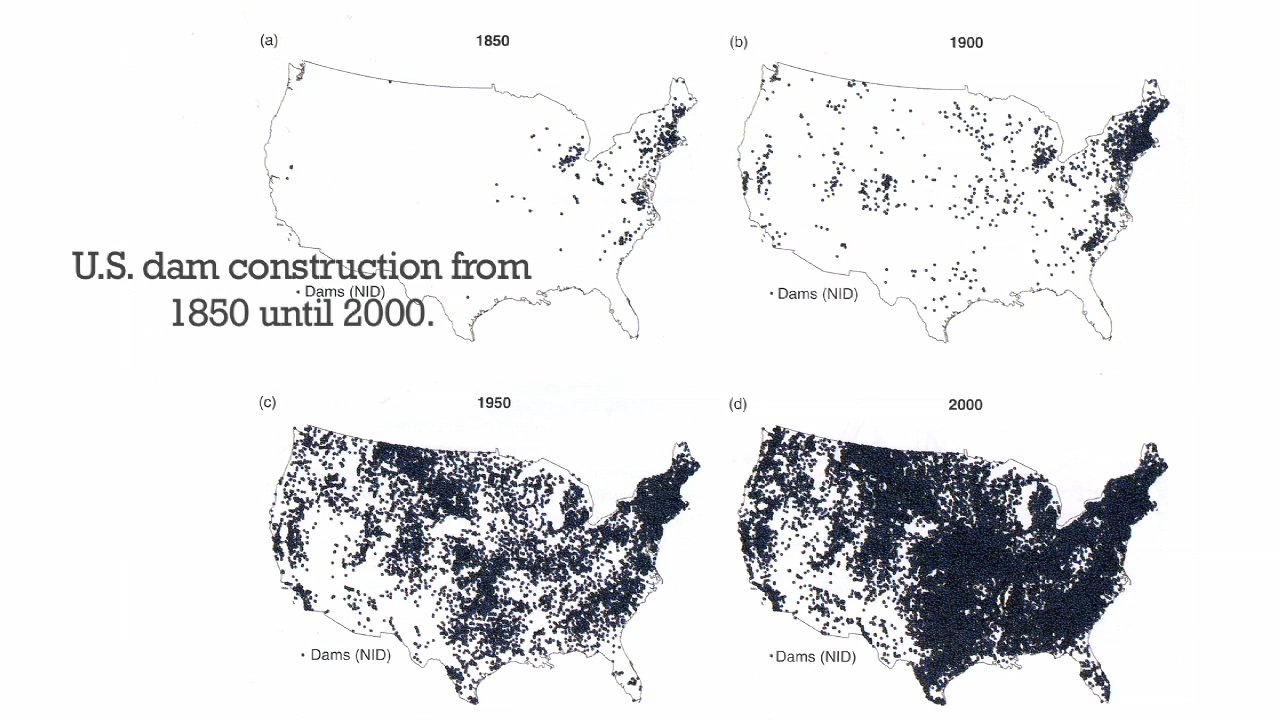 (a)
1850
(b)
1900
U.S. dam construction from
1850 until 2000.
• Dams (NID)
• Dams (NID)
(c)
1950
(d)
2000
• Dams (NID)
• Dams (NID)